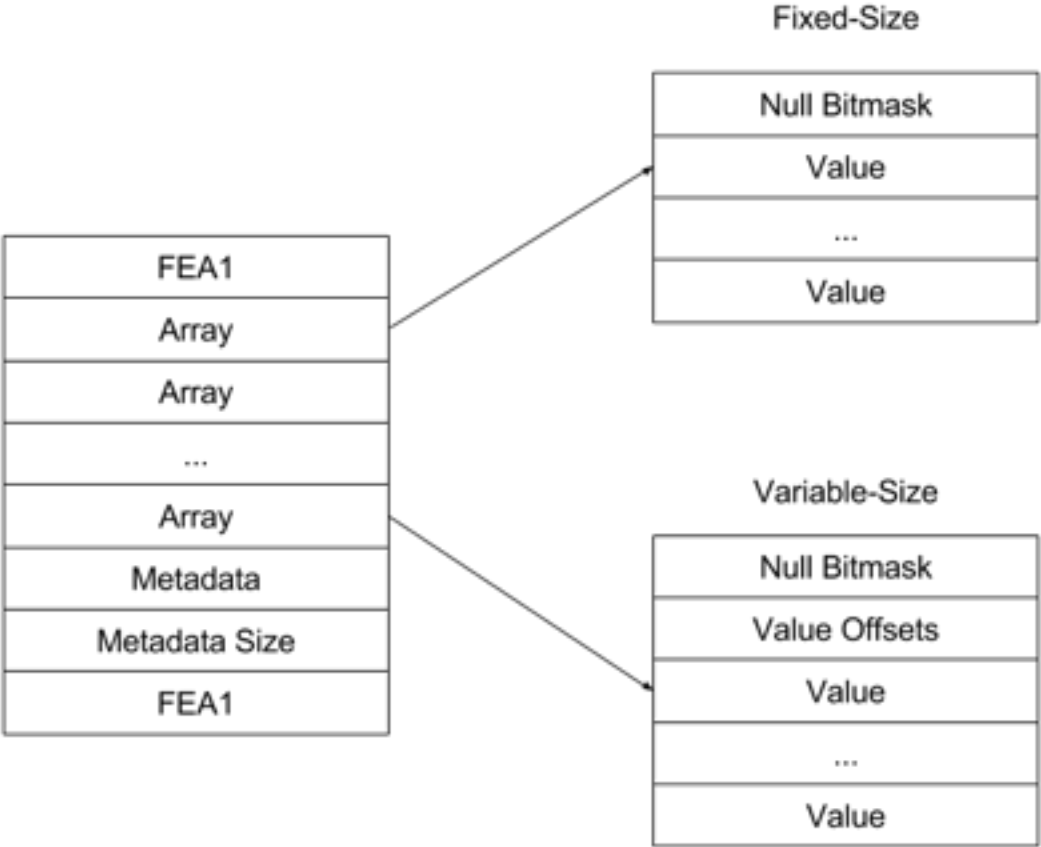 FEA1
Array
Array
...
Array
Metadata
Metadata Size
FEA1
Fixed-Size
Null Bitmask
Value
...
Value
Variable-Size
Null Bitmask
Value Offsets
Value
...
Value